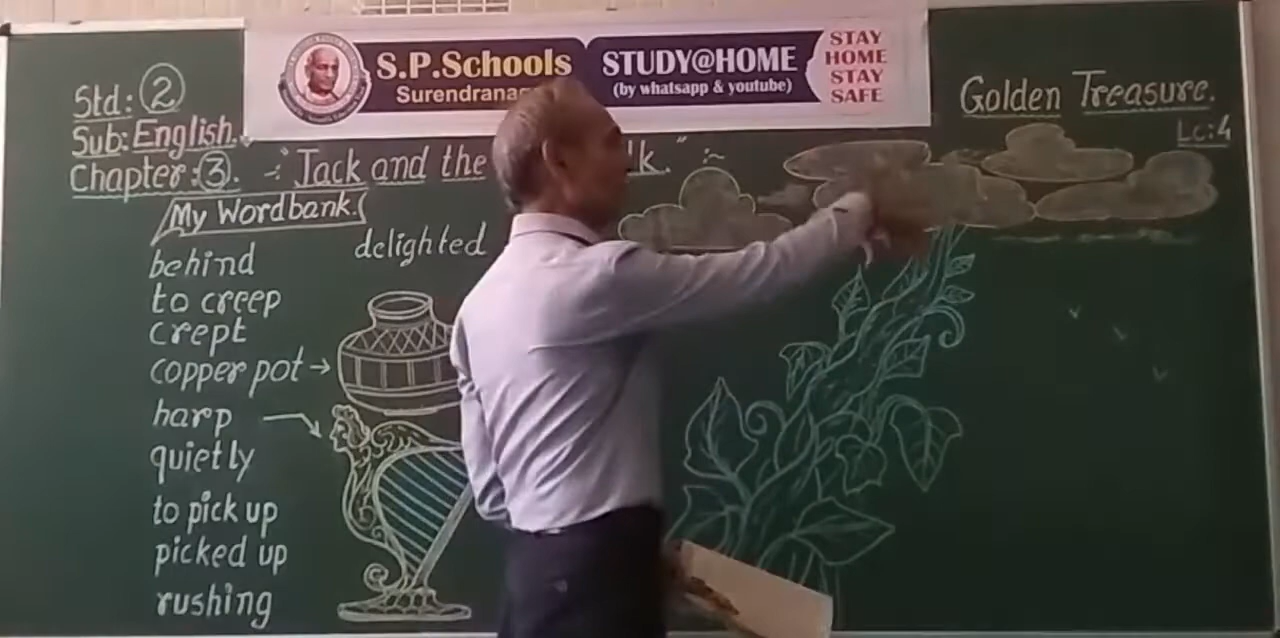 S.P.Schools
Surendrana
STUDY@HOME
(by whatsapp & youtube)
STAY
HOME
STAY
SAFE
Std: 2
Sub: English.
Chapter: 3. -: "Jack and the lk." :-
Golden Treasure.
Lc: 4
My Wordbank.
behind
to creep
crept
copper pot →
harp
quietly
to pick up
picked up
rushing
delighted